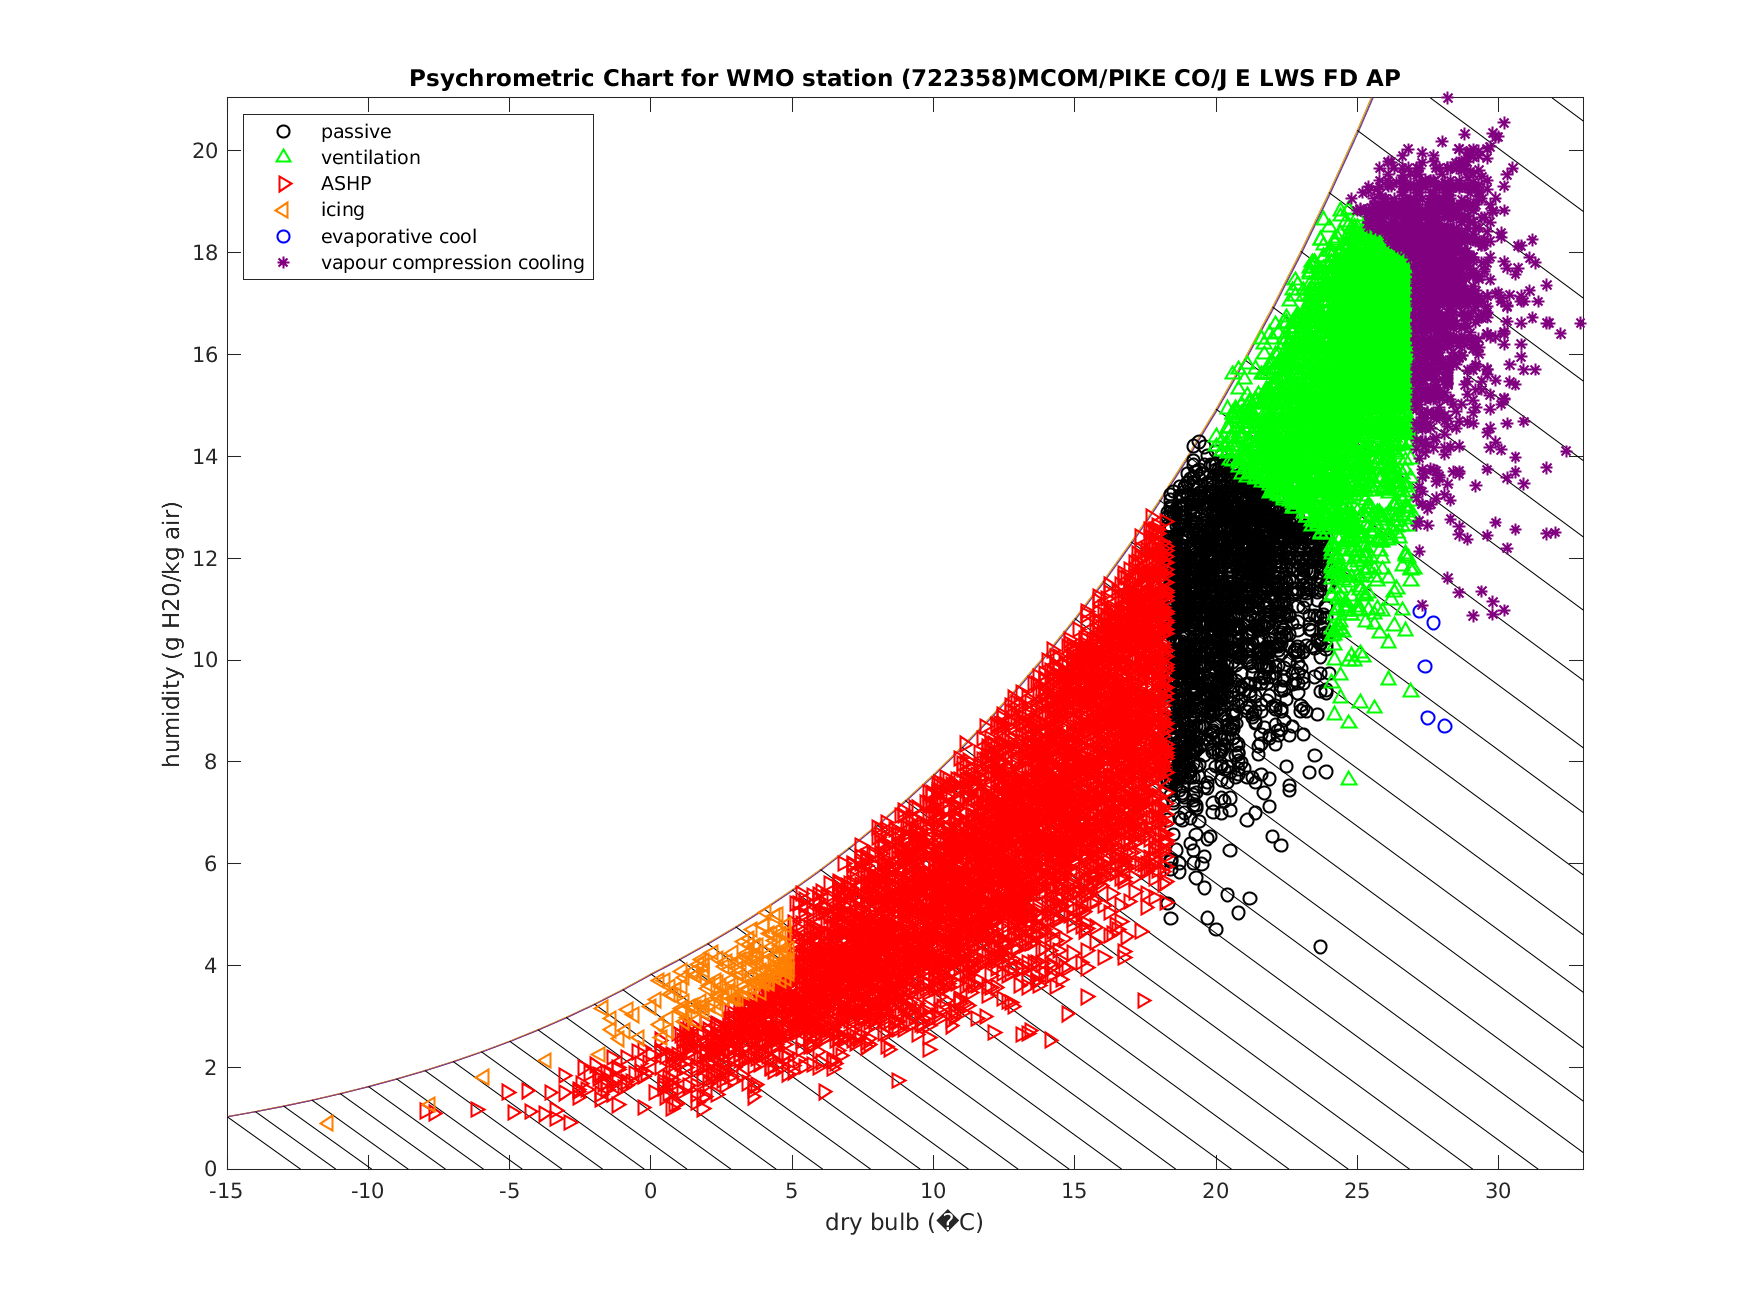 Psychrometric Chart for WMO station (722358)MCOM/PIKE CO/J E LWS FD AP
passive
ventilation
ASHP
icing
evaporative cool
vapour compression cooling
humidity (g H20/kg air)
20
18
16
14
12
10
8
6
4
2
0
-15 -10 -5 0 5 10 15 20 25 30
dry bulb (�C)